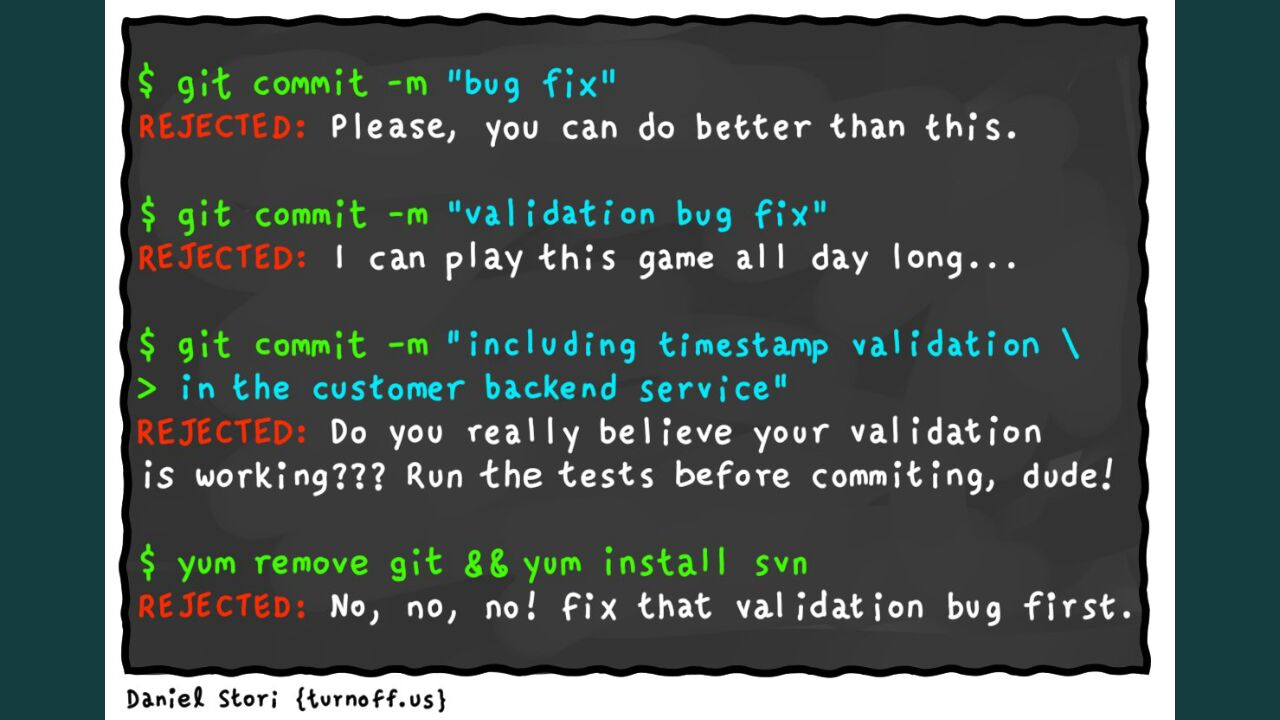 $ git commit -m "bug fix"
REJECTED: Please, you can do better than this.
$ git commit -m "validation bug fix"
REJECTED: I can play this game all day long...
$ git commit -m "including timestamp validation \
> in the customer backend service"
REJECTED: Do you really believe your validation
is working??? Run the tests before commiting, dude!
$ yum remove git && yum install svn
REJECTED: No, no, no! fix that validation bug first.
Daniel Stori {turnoff.us}